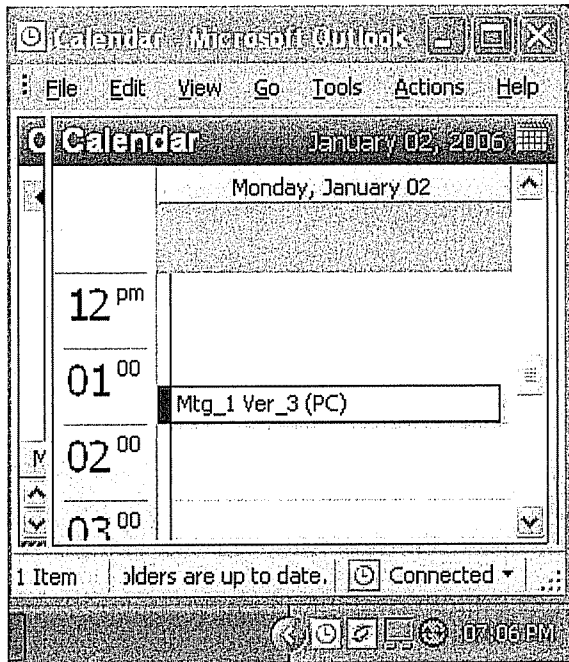 Calendar - Microsoft Outlook
File Edit View Go Tools Actions Help
Calendar January 02, 2006
Monday, January 02
12 pm
01 00
Mtg_1 Ver_3 (PC)
02 00
03 00
1 Item olders are up to date. Connected
07:06 PM